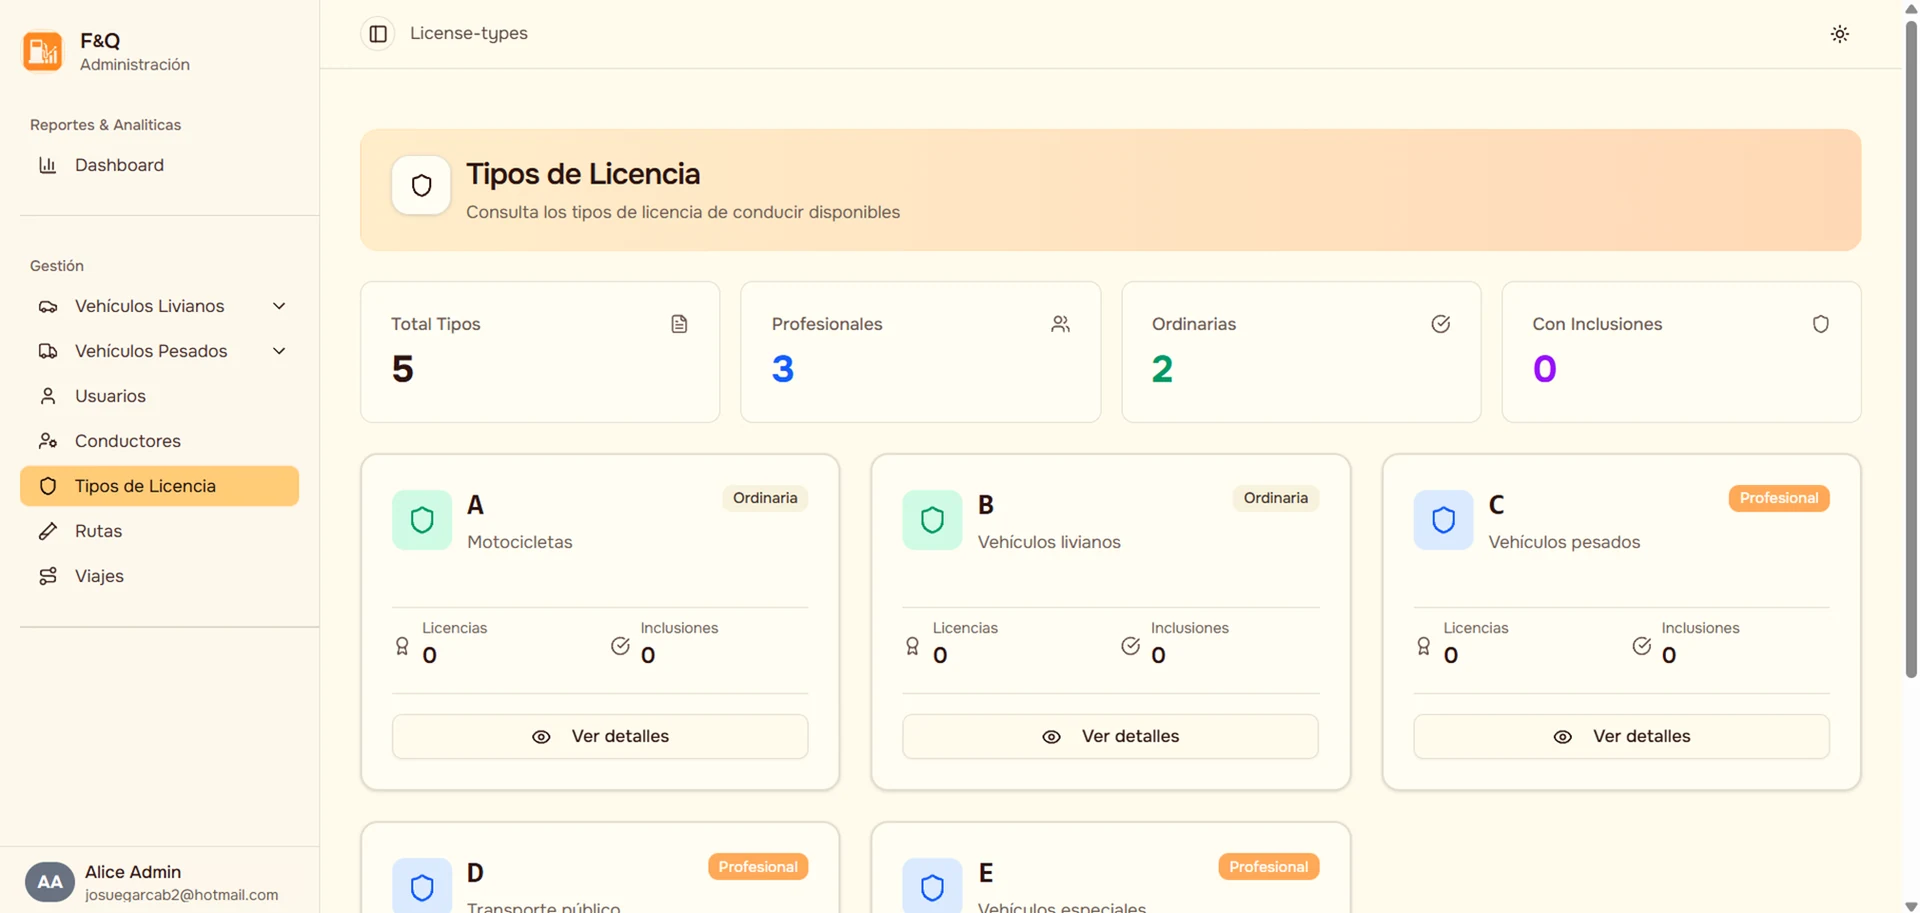 F&Q
Administración
Reportes & Analiticas
Dashboard
Gestión
Vehículos Livianos
Vehículos Pesados
Usuarios
Conductores
Tipos de Licencia
Rutas
Viajes
AA
Alice Admin
josuegarcab2@hotmail.com
License-types
Tipos de Licencia
Consulta los tipos de licencia de conducir disponibles
Total Tipos
5
Profesionales
3
Ordinarias
2
Con Inclusiones
0
A
Ordinaria
Motocicletas
Licencias
0
Inclusiones
0
Ver detalles
B
Ordinaria
Vehículos livianos
Licencias
0
Inclusiones
0
Ver detalles
C
Profesional
Vehículos pesados
Licencias
0
Inclusiones
0
Ver detalles
D
Profesional
Transporte público
E
Profesional
Vehículos especiales